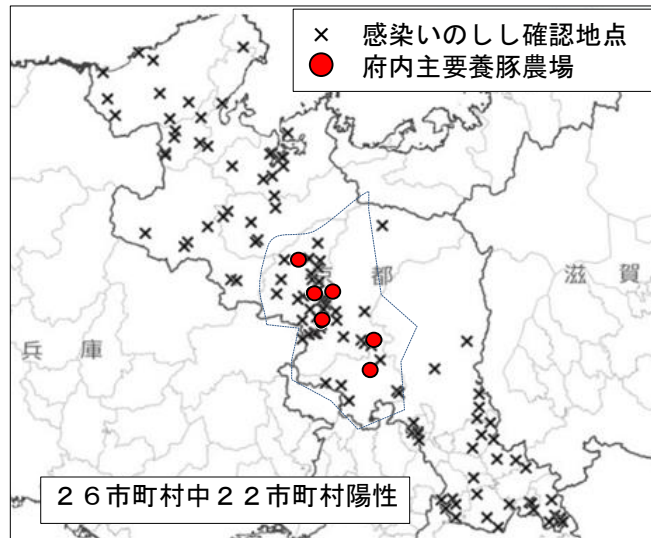 × 感染いのしし確認地点
● 府内主要養豚農場
京都
滋賀
兵庫
２６市町村中２２市町村陽性